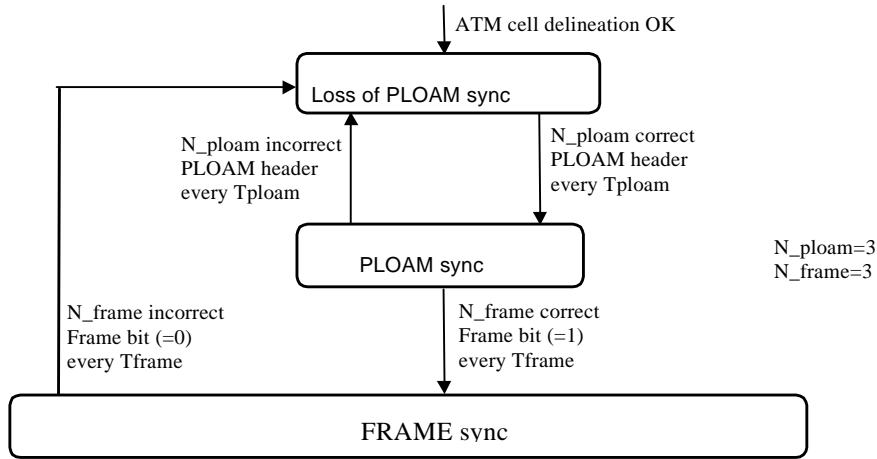 ATM cell delineation OK
Loss of PLOAM sync
N_ploam incorrect
PLOAM header
every Tploam
N_ploam correct
PLOAM header
every Tploam
PLOAM sync
N_ploam=3
N_frame=3
N_frame incorrect
Frame bit (=0)
every Tframe
N_frame correct
Frame bit (=1)
every Tframe
FRAME sync